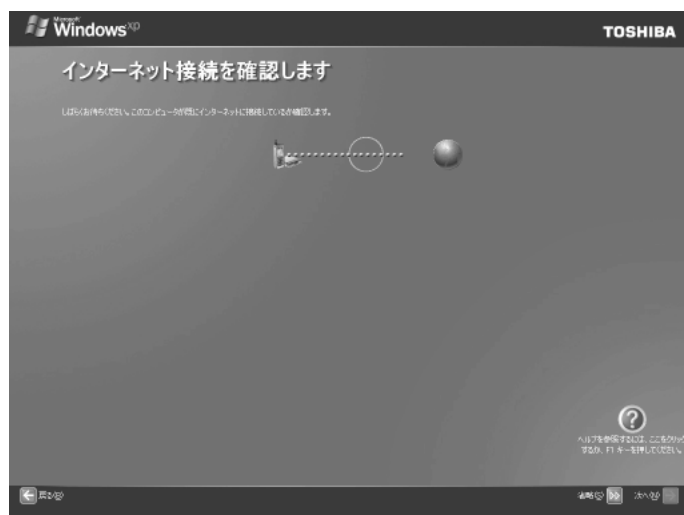 Microsoft
Windows xp
TOSHIBA
インターネット接続を確認します
しばらくお待ちください。このコンピュータが既にインターネットに接続しているか確認します。
ヘルプを参照するには、ここをクリック
するか、F1 キーを押してください。
戻る(B)
省略(S)
次へ(N)